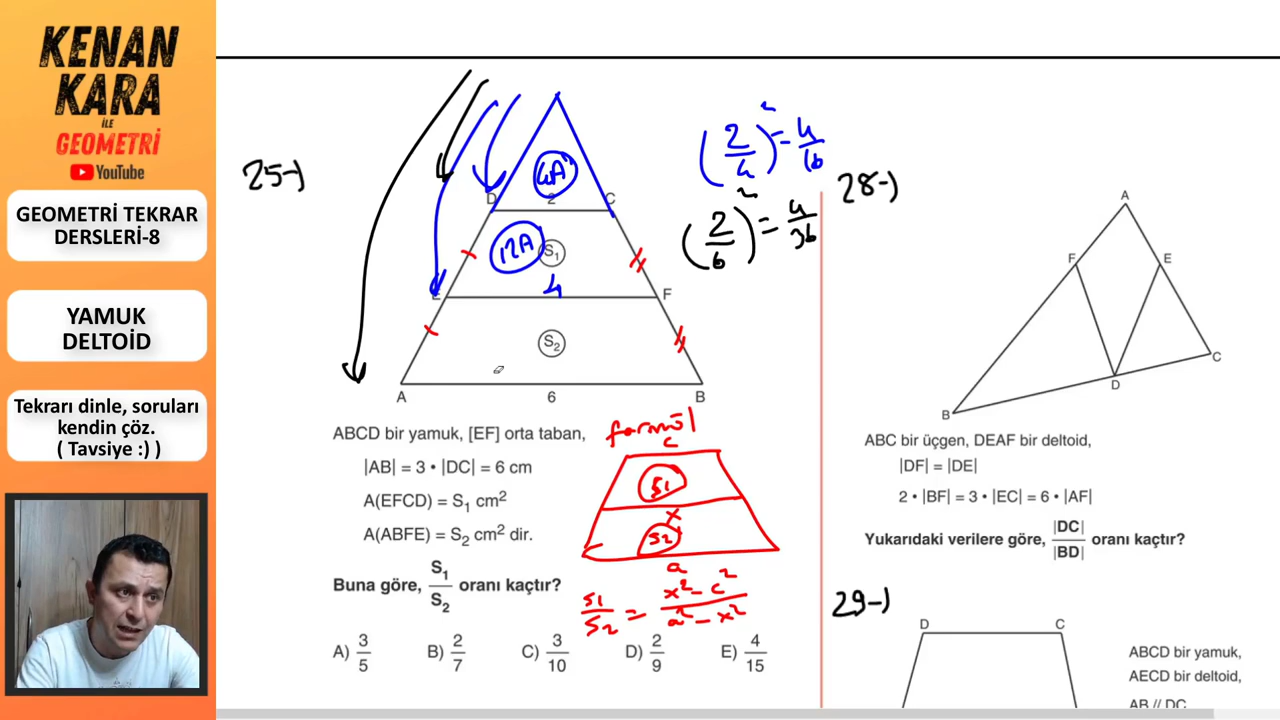 KENAN
KARA
İLE
GEOMETRİ
YouTube
GEOMETRİ TEKRAR
DERSLERİ-8
YAMUK
DELTOİD
Tekrarı dinle, soruları
kendin çöz.
( Tavsiye :) )
25-)
4A
D 2 C
12A S₁
E 4 F
S₂
A 6 B
(2/4)² = 4/16
(2/6)² = 4/36
ABCD bir yamuk, [EF] orta taban,
|AB| = 3 • |DC| = 6 cm
A(EFCD) = S₁ cm²
A(ABFE) = S₂ cm² dir.
Buna göre, S₁/S₂ oranı kaçtır?
A) 3/5 B) 2/7 C) 3/10 D) 2/9 E) 4/15
formül
c
S1
x
S2
a
S1/S2 = x² - c² / a² - x²
28-)
A
F E
C
D
B
ABC bir üçgen, DEAF bir deltoid,
|DF| = |DE|
2 • |BF| = 3 • |EC| = 6 • |AF|
Yukarıdaki verilere göre, |DC|/|BD| oranı kaçtır?
29-)
D C
ABCD bir yamuk,
AECD bir deltoid,
AB // DC